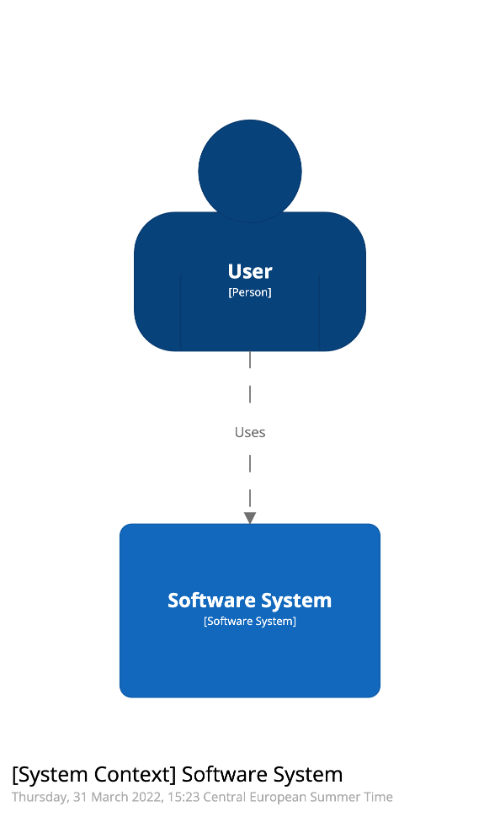 User
[Person]
Uses
Software System
[Software System]
[System Context] Software System
Thursday, 31 March 2022, 15:23 Central European Summer Time